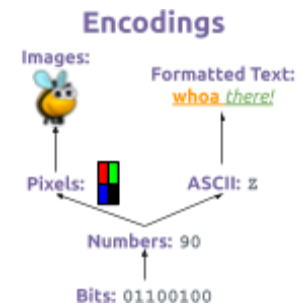 Encodings
Images:
Formatted Text:
whoa there!
Pixels:
ASCII: Z
Numbers: 90
Bits: 01100100